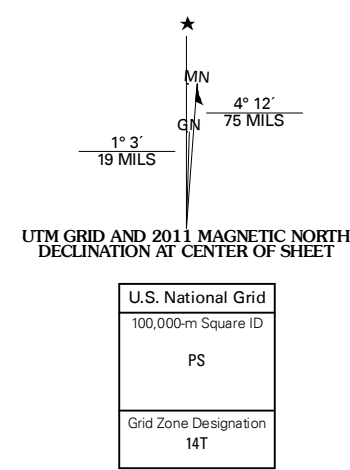 MN
4° 12´
75 MILS
GN
1° 3´
19 MILS
UTM GRID AND 2011 MAGNETIC NORTH
DECLINATION AT CENTER OF SHEET
U.S. National Grid
100,000-m Square ID
PS
Grid Zone Designation
14T